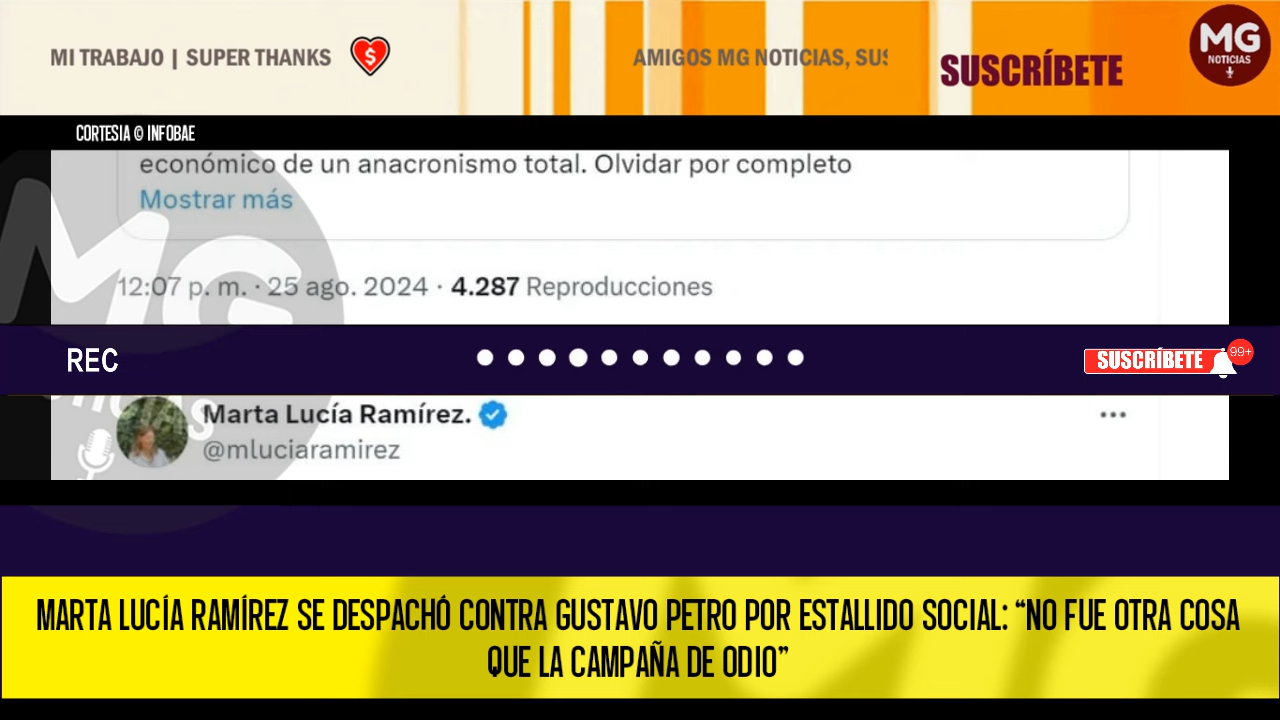 MI TRABAJO | SUPER THANKS
AMIGOS MG NOTICIAS, SUS
SUSCRÍBETE
MG
NOTICIAS
CORTESIA © INFOBAE
económico de un anacronismo total. Olvidar por completo
Mostrar más
12:07 p. m. · 25 ago. 2024 · 4.287 Reproducciones
REC
SUSCRÍBETE
99+
Marta Lucía Ramírez.
@mluciaramirez
MARTA LUCÍA RAMÍREZ SE DESPACHÓ CONTRA GUSTAVO PETRO POR ESTALLIDO SOCIAL: “NO FUE OTRA COSA
QUE LA CAMPAÑA DE ODIO”